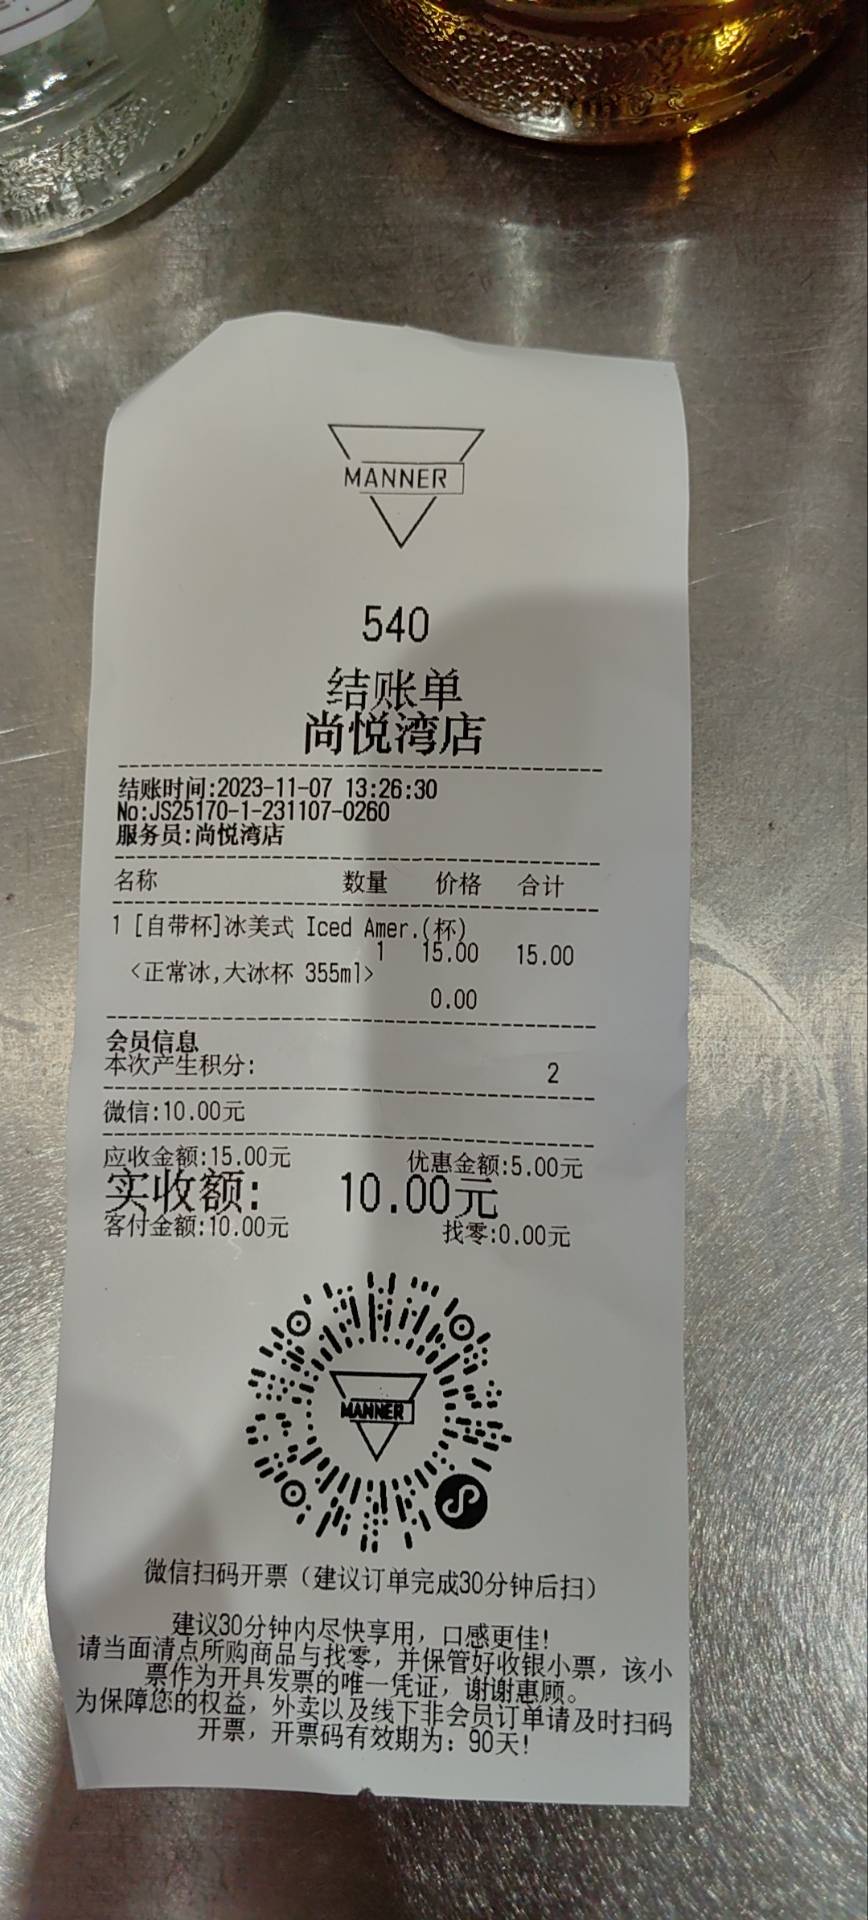 MANNER
540
结账单
尚悦湾店
结账时间:2023-11-07 13:26:30
No:JS25170-1-231107-0260
服务员:尚悦湾店
名称 数量 价格 合计
1 [自带杯]冰美式 Iced Amer.(杯)
1 15.00 15.00
<正常冰,大冰杯 355ml>
0.00
会员信息
本次产生积分: 2
微信:10.00元
应收金额:15.00元 优惠金额:5.00元
实收额: 10.00元
客付金额:10.00元 找零:0.00元
MANNER
微信扫码开票（建议订单完成30分钟后扫）
建议30分钟内尽快享用，口感更佳!
请当面清点所购商品与找零，并保管好收银小票，该小
票作为开具发票的唯一凭证，谢谢惠顾。
为保障您的权益，外卖以及线下非会员订单请及时扫码
开票，开票码有效期为：90天!